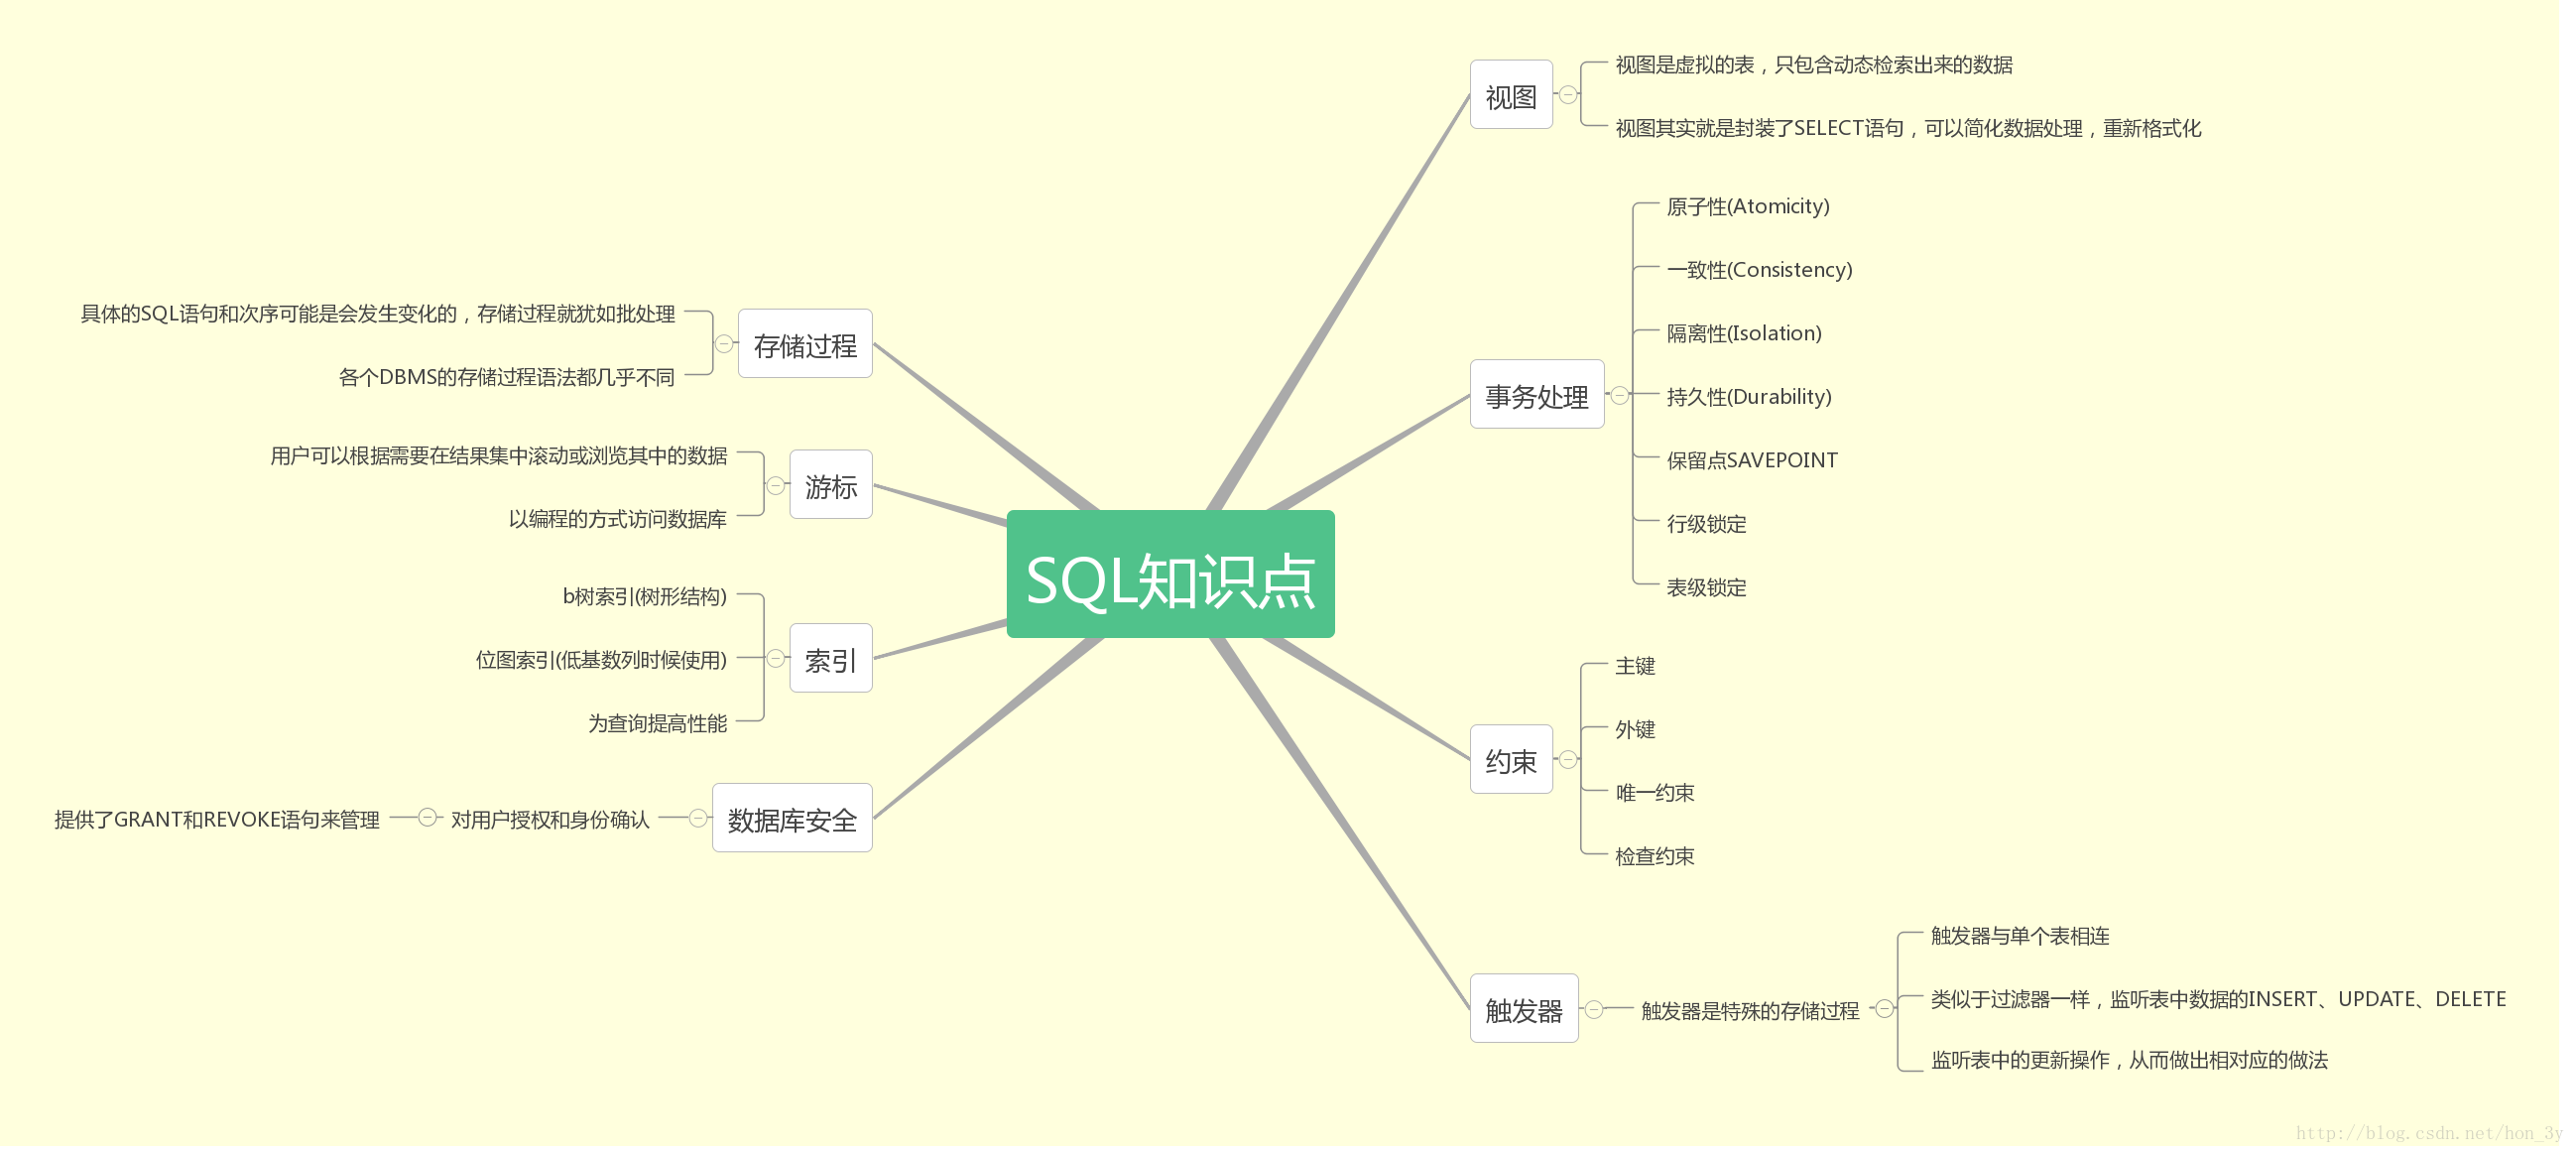 SQL知识点
视图
视图是虚拟的表，只包含动态检索出来的数据
视图其实就是封装了SELECT语句，可以简化数据处理，重新格式化
事务处理
原子性(Atomicity)
一致性(Consistency)
隔离性(Isolation)
持久性(Durability)
保留点SAVEPOINT
行级锁定
表级锁定
约束
主键
外键
唯一约束
检查约束
触发器
触发器是特殊的存储过程
触发器与单个表相连
类似于过滤器一样，监听表中数据的INSERT、UPDATE、DELETE
监听表中的更新操作，从而做出相对应的做法
存储过程
具体的SQL语句和次序可能是会发生变化的，存储过程就犹如批处理
各个DBMS的存储过程语法都几乎不同
游标
用户可以根据需要在结果集中滚动或浏览其中的数据
以编程的方式访问数据库
索引
b树索引(树形结构)
位图索引(低基数列时候使用)
为查询提高性能
数据库安全
对用户授权和身份确认
提供了GRANT和REVOKE语句来管理
http://blog.csdn.net/hon_3y